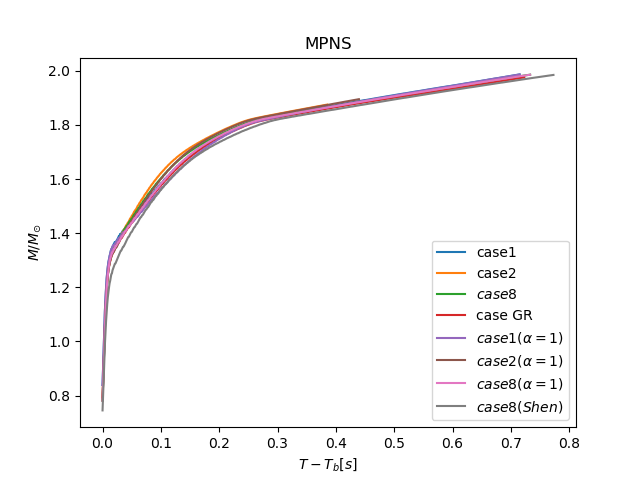 MPNS
M/M⊙
2.0
1.8
1.6
1.4
1.2
1.0
0.8
case1
case2
case8
case GR
case1(α = 1)
case2(α = 1)
case8(α = 1)
case8(Shen)
0.0 0.1 0.2 0.3 0.4 0.5 0.6 0.7 0.8
T − T_b[s]